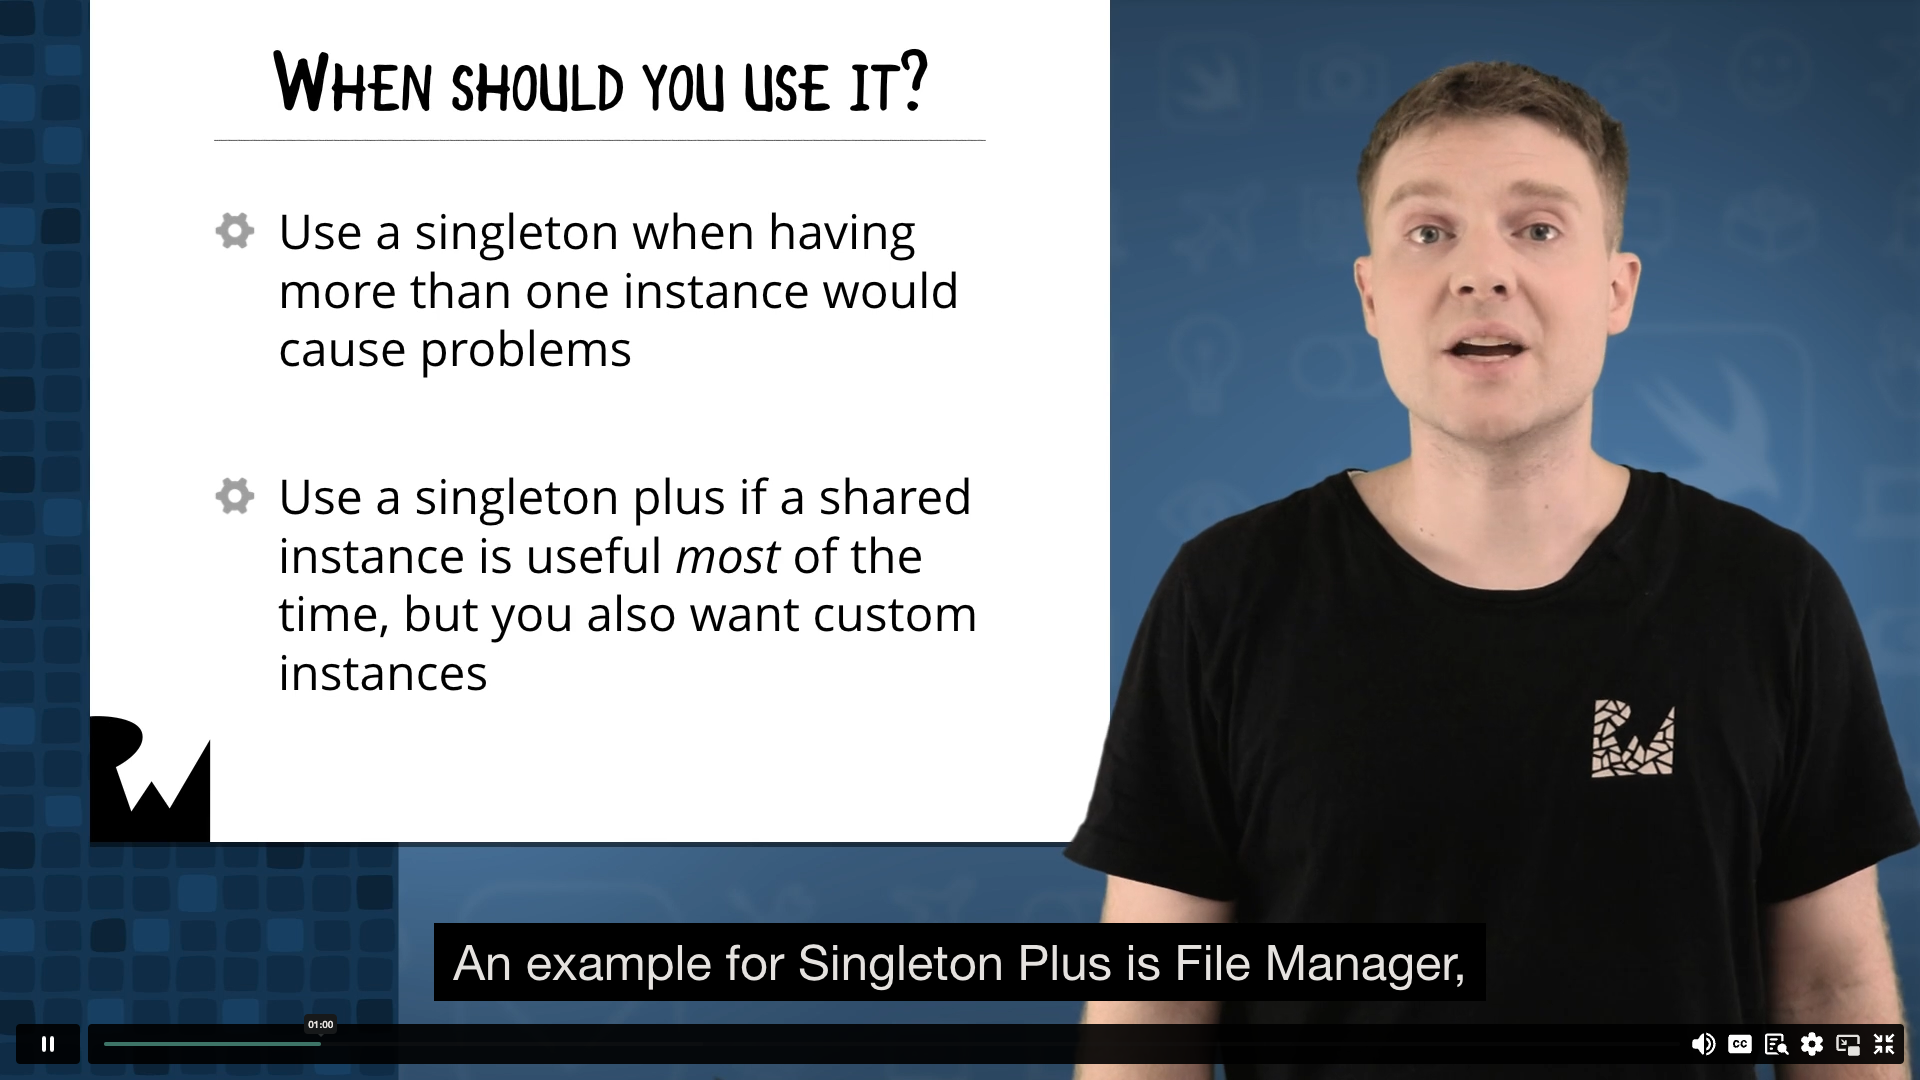 WHEN SHOULD YOU USE IT?
Use a singleton when having
more than one instance would
cause problems
Use a singleton plus if a shared
instance is useful most of the
time, but you also want custom
instances
RW
RW
An example for Singleton Plus is File Manager,
01:00
CC